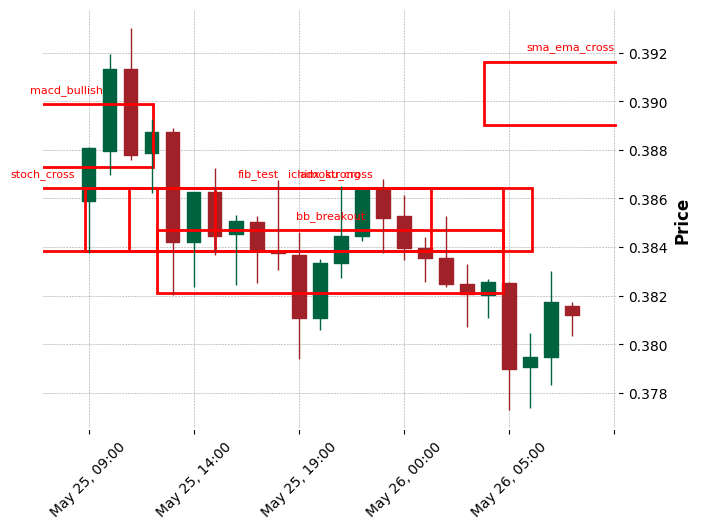 sma_ema_cross
0.392
macd_bullish
0.390
0.388
stoch_cross
fib_test
0.386
bb_breakout
Price
0.384
0.382
0.380
0.378
May 25, 09:00
May 25, 14:00
May 25, 19:00
May 26, 00:00
May 26, 05:00